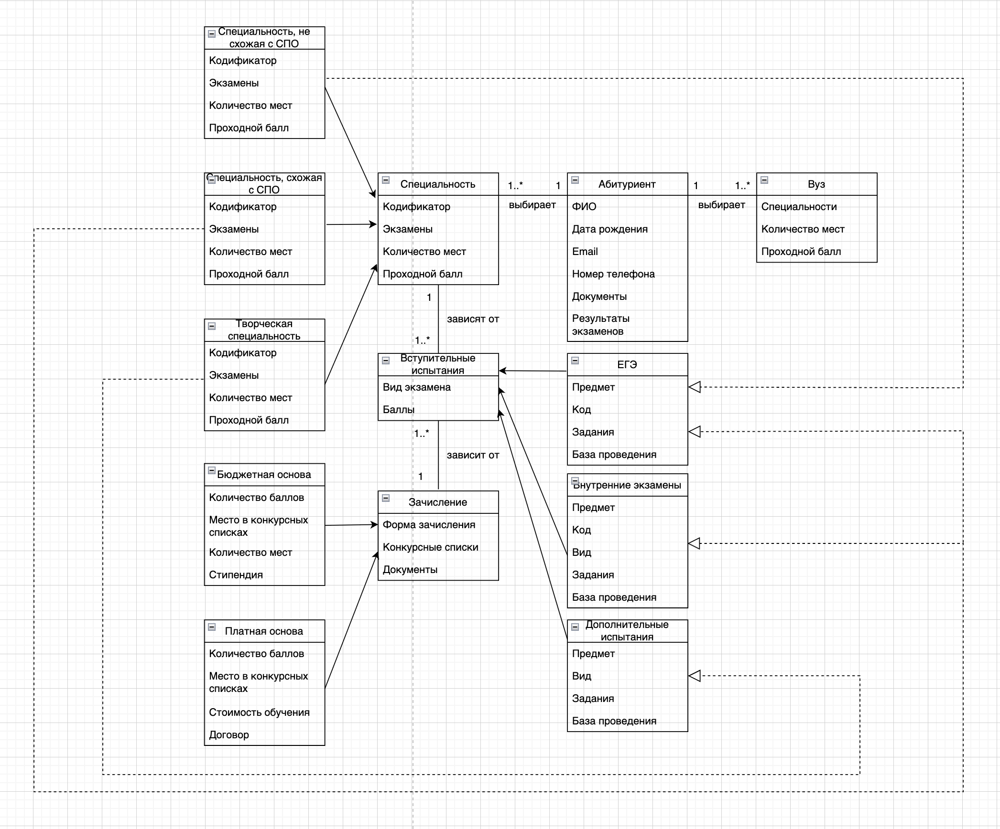 Специальность, не
схожая с СПО
Кодификатор
Экзамены
Количество мест
Проходной балл
Специальность, схожая
с СПО
Кодификатор
Экзамены
Количество мест
Проходной балл
Специальность
Кодификатор
Экзамены
Количество мест
Проходной балл
1..*
1
выбирает
Абитуриент
ФИО
Дата рождения
Email
Номер телефона
Документы
Результаты
экзаменов
1
1..*
выбирает
Вуз
Специальности
Количество мест
Проходной балл
1
зависят от
1..*
Творческая
специальность
Кодификатор
Экзамены
Количество мест
Проходной балл
Вступительные
испытания
Вид экзамена
Баллы
ЕГЭ
Предмет
Код
Задания
База проведения
1..*
зависит от
1
Бюджетная основа
Количество баллов
Место в конкурсных
списках
Количество мест
Стипендия
Зачисление
Форма зачисления
Конкурсные списки
Документы
Внутренние экзамены
Предмет
Код
Вид
Задания
База проведения
Платная основа
Количество баллов
Место в конкурсных
списках
Стоимость обучения
Договор
Дополнительные
испытания
Предмет
Вид
Задания
База проведения